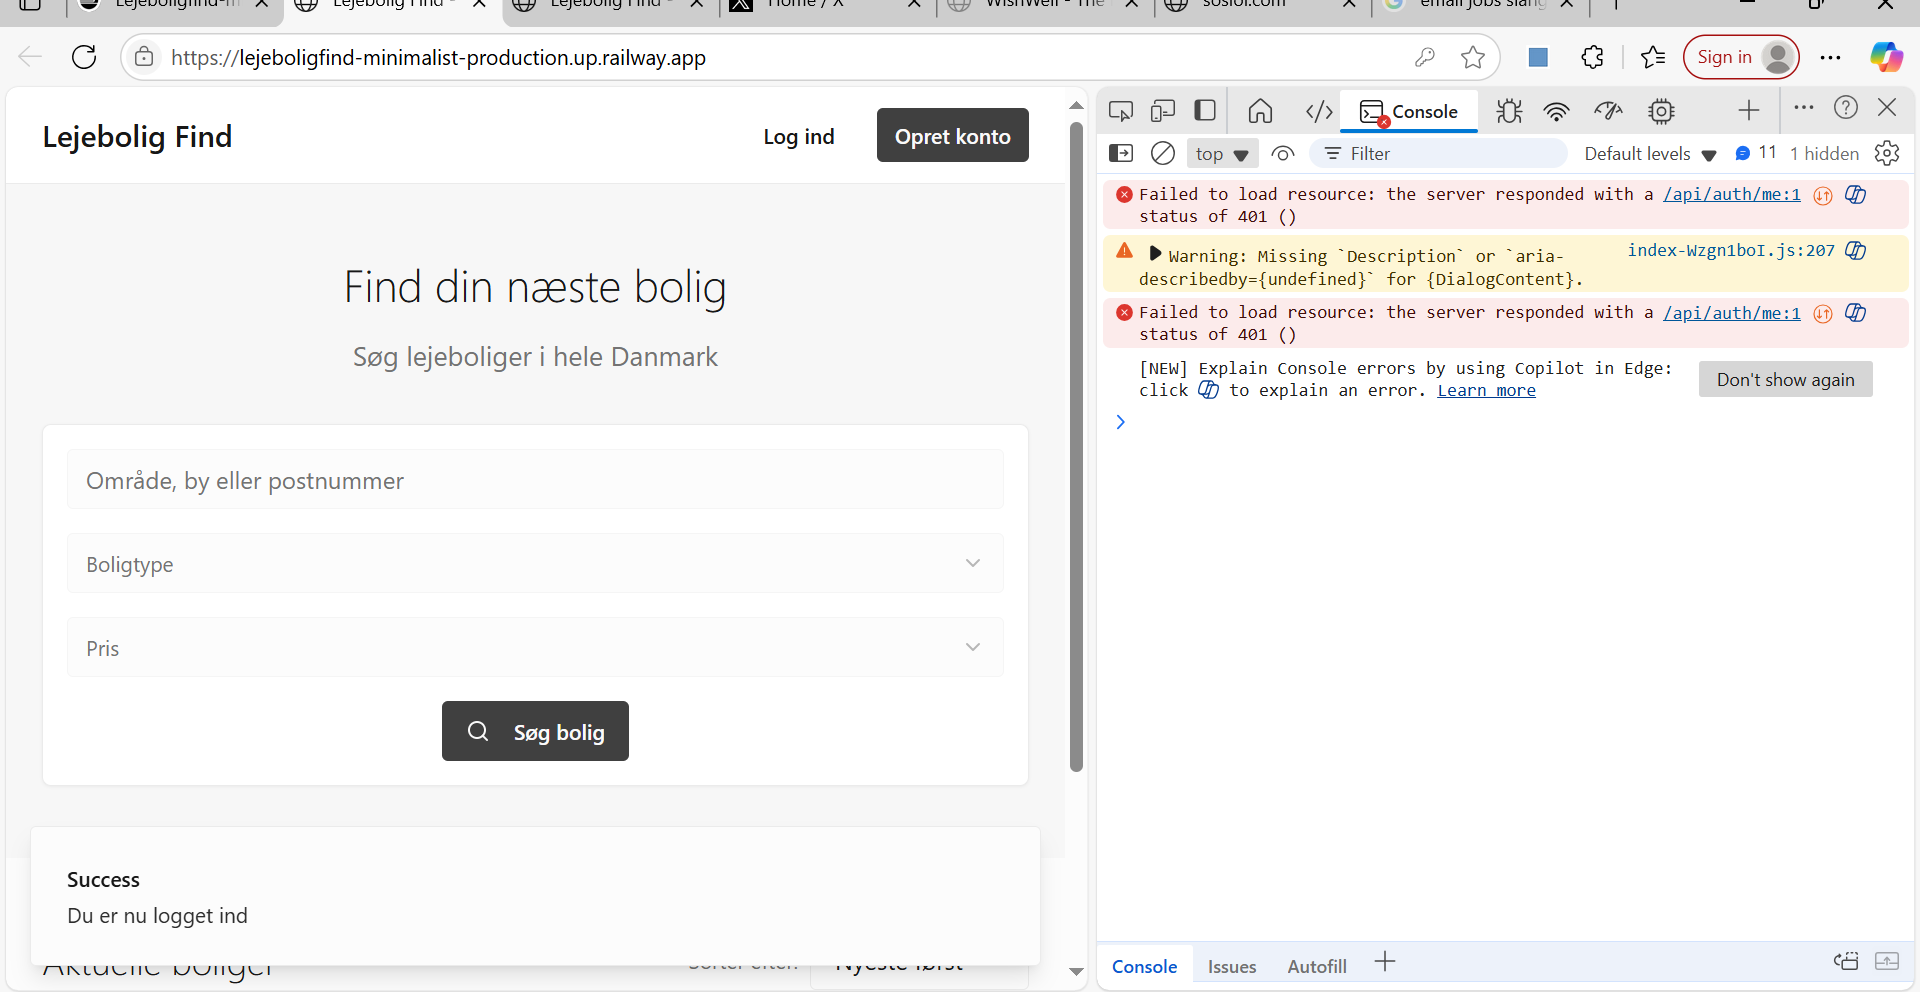 Lejeboligfind-m
Lejebolig Find -
Lejebolig Find -
Home / X
WishWell - The
soslol.com
email jobs slang
https://lejeboligfind-minimalist-production.up.railway.app
Sign in
Lejebolig Find
Log ind
Opret konto
Find din næste bolig
Søg lejeboliger i hele Danmark
Område, by eller postnummer
Boligtype
Pris
Søg bolig
Success
Du er nu logget ind
Aktuelle boliger
Sorter efter:
Nyeste først
Console
top
Filter
Default levels
11
1 hidden
Failed to load resource: the server responded with a /api/auth/me:1
status of 401 ()
Warning: Missing `Description` or `aria- index-Wzgn1boI.js:207
describedby={undefined}` for {DialogContent}.
Failed to load resource: the server responded with a /api/auth/me:1
status of 401 ()
[NEW] Explain Console errors by using Copilot in Edge:
click to explain an error. Learn more
Don't show again
Console
Issues
Autofill